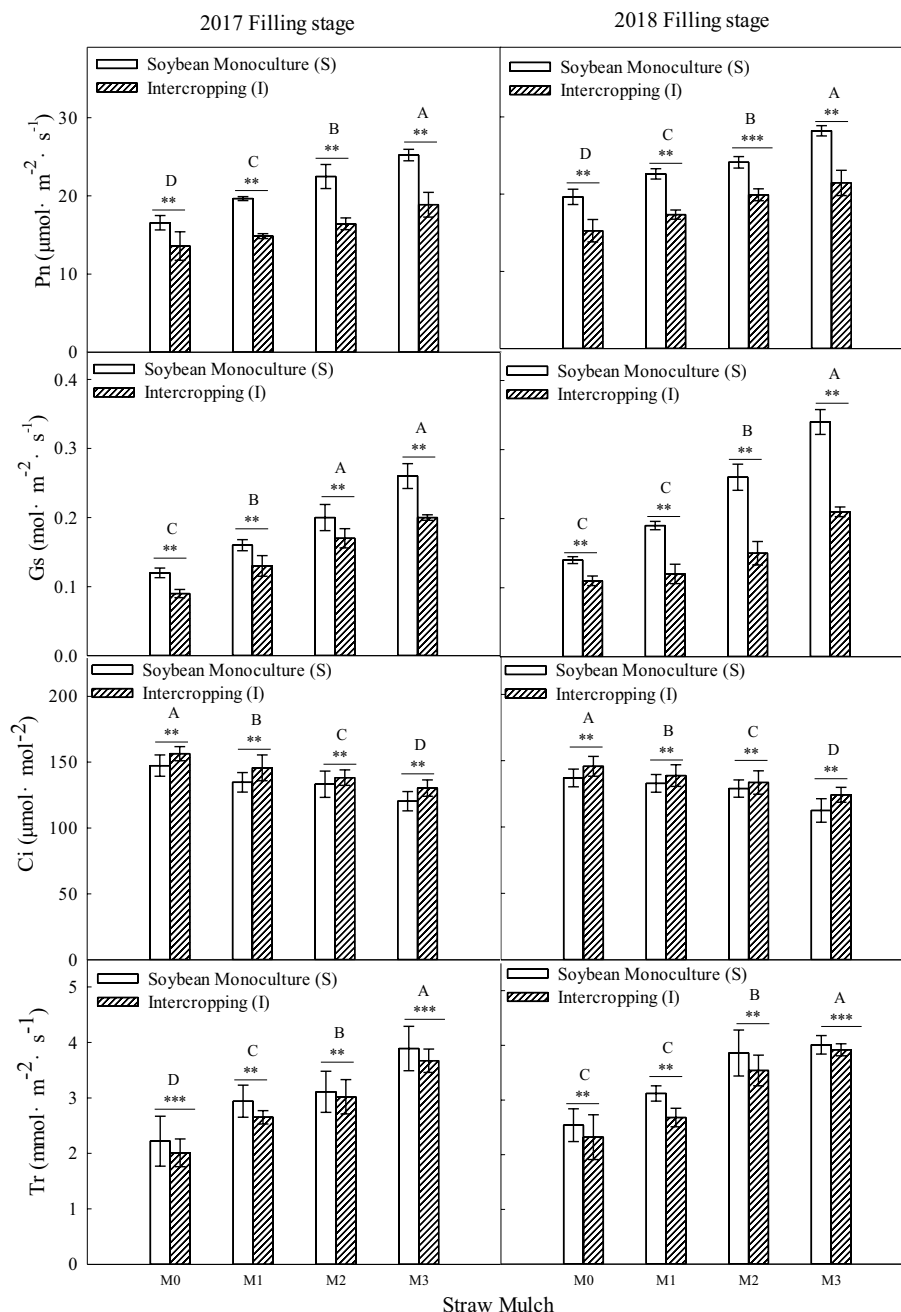 2017 Filling stage
2018 Filling stage
Soybean Monoculture (S)
Intercropping (I)
Pn (μmol· m-2· s-1)
30
20
10
0
D
**
C
**
B
**
A
**
Soybean Monoculture (S)
Intercropping (I)
D
**
C
**
B
***
A
**
Soybean Monoculture (S)
Intercropping (I)
Gs (mol· m-2· s-1)
0.4
0.3
0.2
0.1
0.0
C
**
B
**
A
**
A
**
Soybean Monoculture (S)
Intercropping (I)
C
**
C
**
B
**
A
**
Soybean Monoculture (S)
Intercropping (I)
Ci (μmol· mol-2)
200
150
100
50
0
A
**
B
**
C
**
D
**
Soybean Monoculture (S)
Intercropping (I)
A
**
B
**
C
**
D
**
Soybean Monoculture (S)
Intercropping (I)
Tr (mmol· m-2· s-1)
5
4
3
2
1
0
D
***
C
**
B
**
A
***
Soybean Monoculture (S)
Intercropping (I)
C
**
C
**
B
**
A
***
M0 M1 M2 M3
M0 M1 M2 M3
Straw Mulch